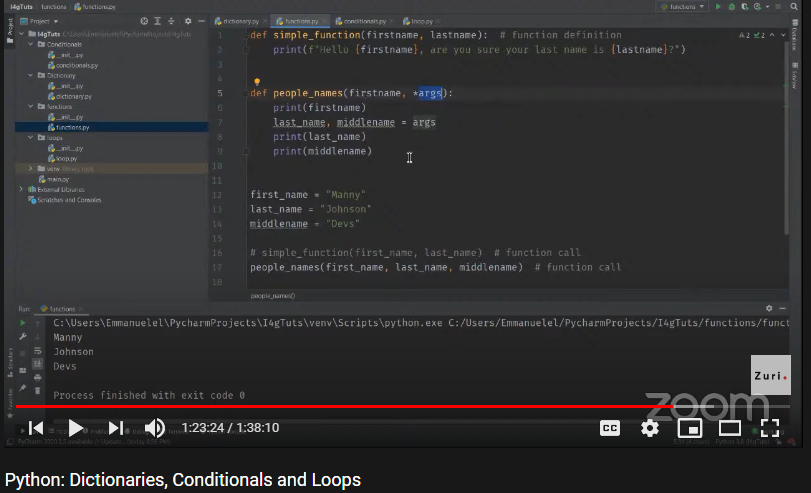 I4gTuts functions functions.py
functions
Project
dictionary.py functions.py conditionals.py loop.py
I4gTuts C:\Users\Emmanuelel\PycharmProjects\I4gTuts
Conditionals
__init__.py
conditionals.py
Dictionary
__init__.py
dictionary.py
functions
__init__.py
functions.py
loops
__init__.py
loop.py
venv library root
main.py
External Libraries
Scratches and Consoles
1 def simple_function(firstname, lastname):  # function definition
2 print(f"Hello {firstname}, are you sure your last name is {lastname}?")
3
4
5 def people_names(firstname, *args):
6 print(firstname)
7 last_name, middlename = args
8 print(last_name)
9 print(middlename)
10
11
12 first_name = "Manny"
13 last_name = "Johnson"
14 middlename = "Devs"
15
16 # simple_function(first_name, last_name)  # function call
17 people_names(first_name, last_name, middlename)  # function call
18
people_names()
Run: functions
C:\Users\Emmanuelel\PycharmProjects\I4gTuts\venv\Scripts\python.exe C:/Users/Emmanuelel/PycharmProjects/I4gTuts/functions/funct
Manny
Johnson
Devs
Process finished with exit code 0
Zuri.
zoom
1:23:24 / 1:38:10
CC
Python: Dictionaries, Conditionals and Loops